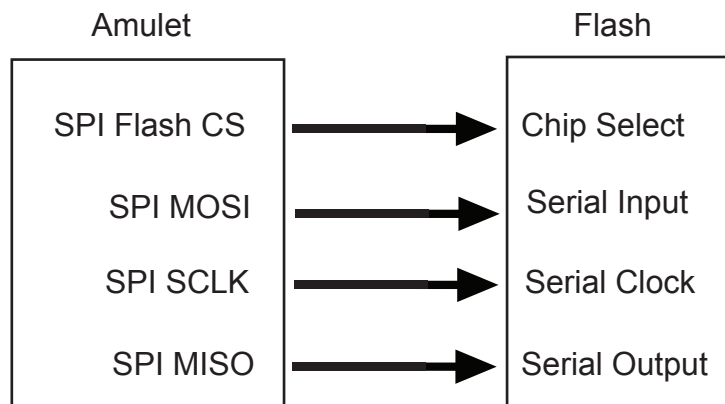 Amulet Flash
SPI Flash CS Chip Select
SPI MOSI Serial Input
SPI SCLK Serial Clock
SPI MISO Serial Output